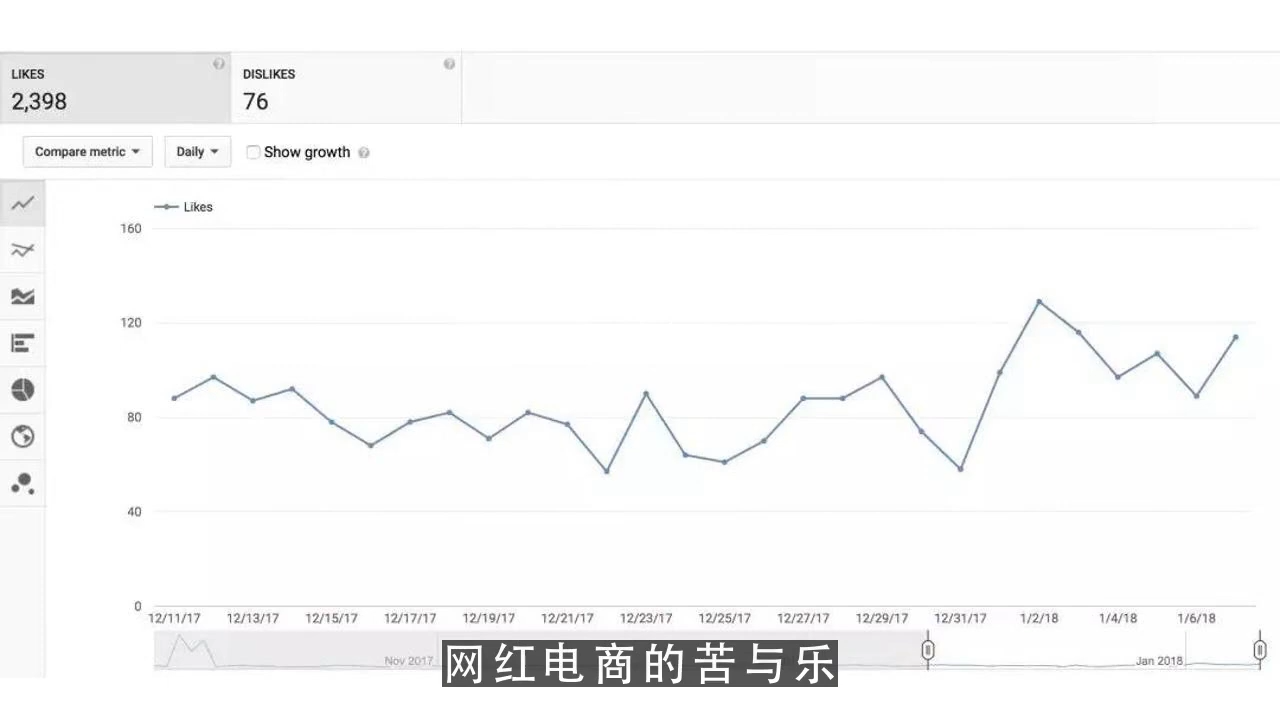 LIKES
2,398
DISLIKES
76
Compare metric
Daily
Show growth
Likes
160
120
80
40
0
12/11/17 12/13/17 12/15/17 12/17/17 12/19/17 12/21/17 12/23/17 12/25/17 12/27/17 12/29/17 12/31/17 1/2/18 1/4/18 1/6/18
Nov 2017 Jan 2018
网红电商的苦与乐